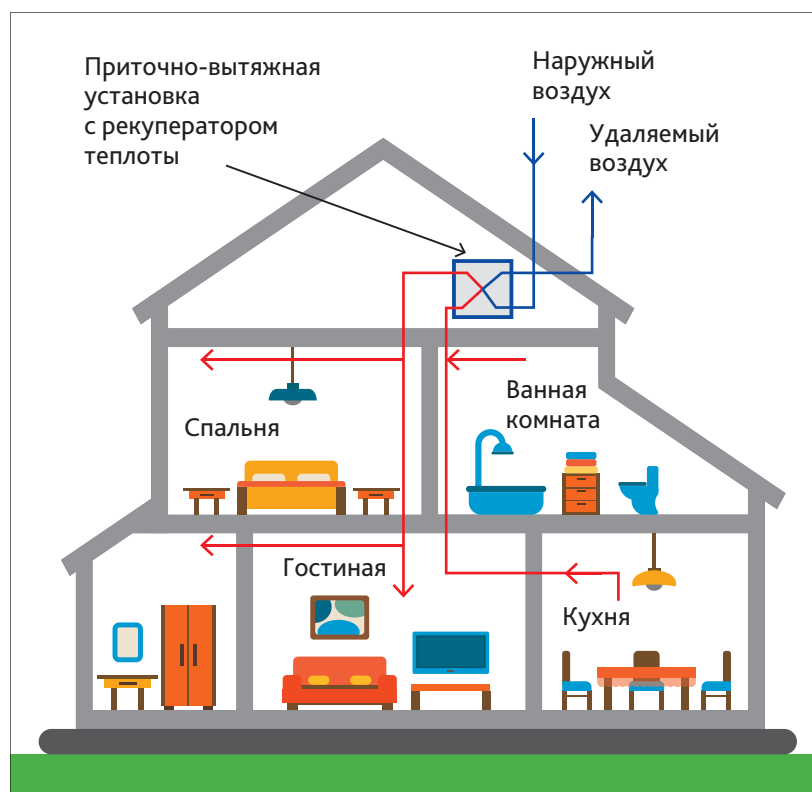 Приточно-вытяжная
установка
с рекуператором
теплоты
Наружный
воздух
Удаляемый
воздух
Спальня
Ванная
комната
Гостиная
Кухня